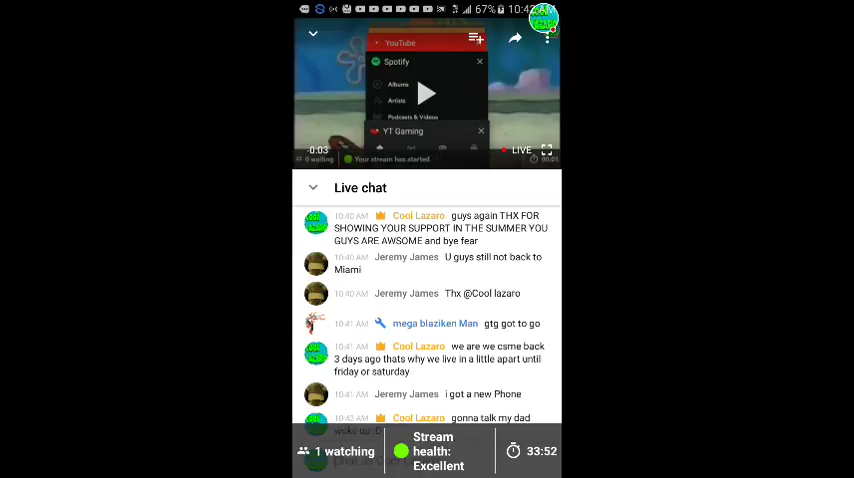 67% 10:42 AM
YouTube
Spotify
Albums
Artists
Podcasts & Videos
YT Gaming
-0:03
LIVE
0 waiting
Your stream has started.
00:01
Live chat
10:40 AM Cool Lazaro guys again THX FOR
SHOWING YOUR SUPPORT IN THE SUMMER YOU
GUYS ARE AWSOME and bye fear
10:40 AM Jeremy James U guys still not back to
Miami
10:40 AM Jeremy James Thx @Cool lazaro
10:41 AM mega blaziken Man gtg got to go
10:41 AM Cool Lazaro we are we csme back
3 days ago thats why we live in a little apart until
friday or saturday
10:41 AM Jeremy James i got a new Phone
10:42 AM Cool Lazaro gonna talk my dad
woke up :D
1 watching
Stream
health:
Excellent
33:52